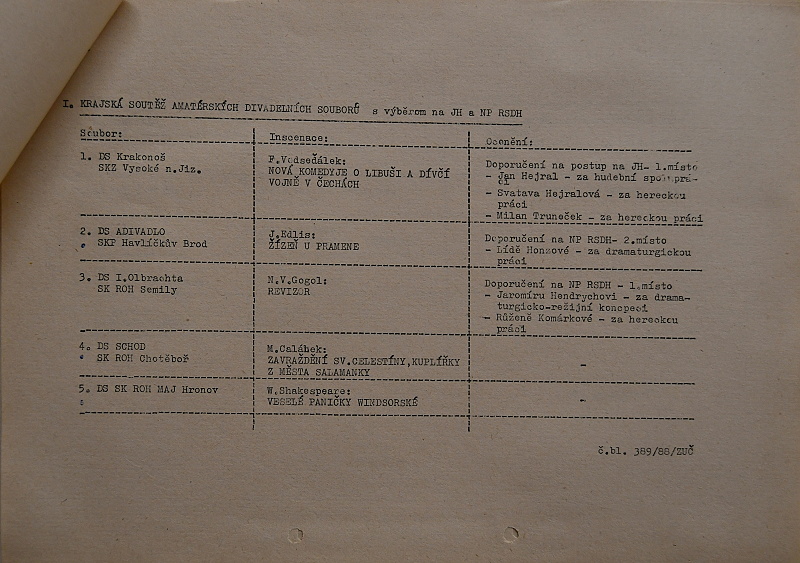 I. KRAJSKÁ SOUTĚŽ AMATÉRSKÝCH DIVADELNÍCH SOUBORŮ s výběrem na JH a NP RSDH
Soubor:
Inscenace:
Ocenění:
1. DS Krakonoš
SKZ Vysoké n.Jiz.
F.Vodseďálek:
NOVÁ KOMEDYJE O LIBUŠI A DÍVČÍ
VOJNĚ V ČECHÁCH
Doporučení na postup na JH- 1.místo
- Jan Hejral - za hudební spoluprá-
ci
- Svatava Hejralová - za hereckou
práci
- Milan Truneček - za hereckou práci
2. DS ADIVADLO
SKP Havlíčkův Brod
J.Edlis:
ŽÍZEŇ U PRAMENE
Doporučení na NP RSDH- 2.místo
- Lídě Honzové - za dramaturgickou
práci
3. DS I.Olbrachta
SK ROH Semily
N.V.Gogol:
REVIZOR
Doporučení na NP RSDH - 1.místo
- Jaromíru Hendrychovi - za drama-
turgicko-režijní koncepci
- Růženě Komárkové - za hereckou
práci
4. DS SCHOD
SK ROH Chotěboř
M.Calábek:
ZAVRAŽDĚNÍ SV.CELESTÍNY,KUPLÍŘKY
Z MĚSTA SALAMANKY
-
5. DS SK ROH MAJ Hronov
W.Shakespeare:
VESELÉ PANIČKY WINDSORSKÉ
-
č.bl. 389/88/ZUČ